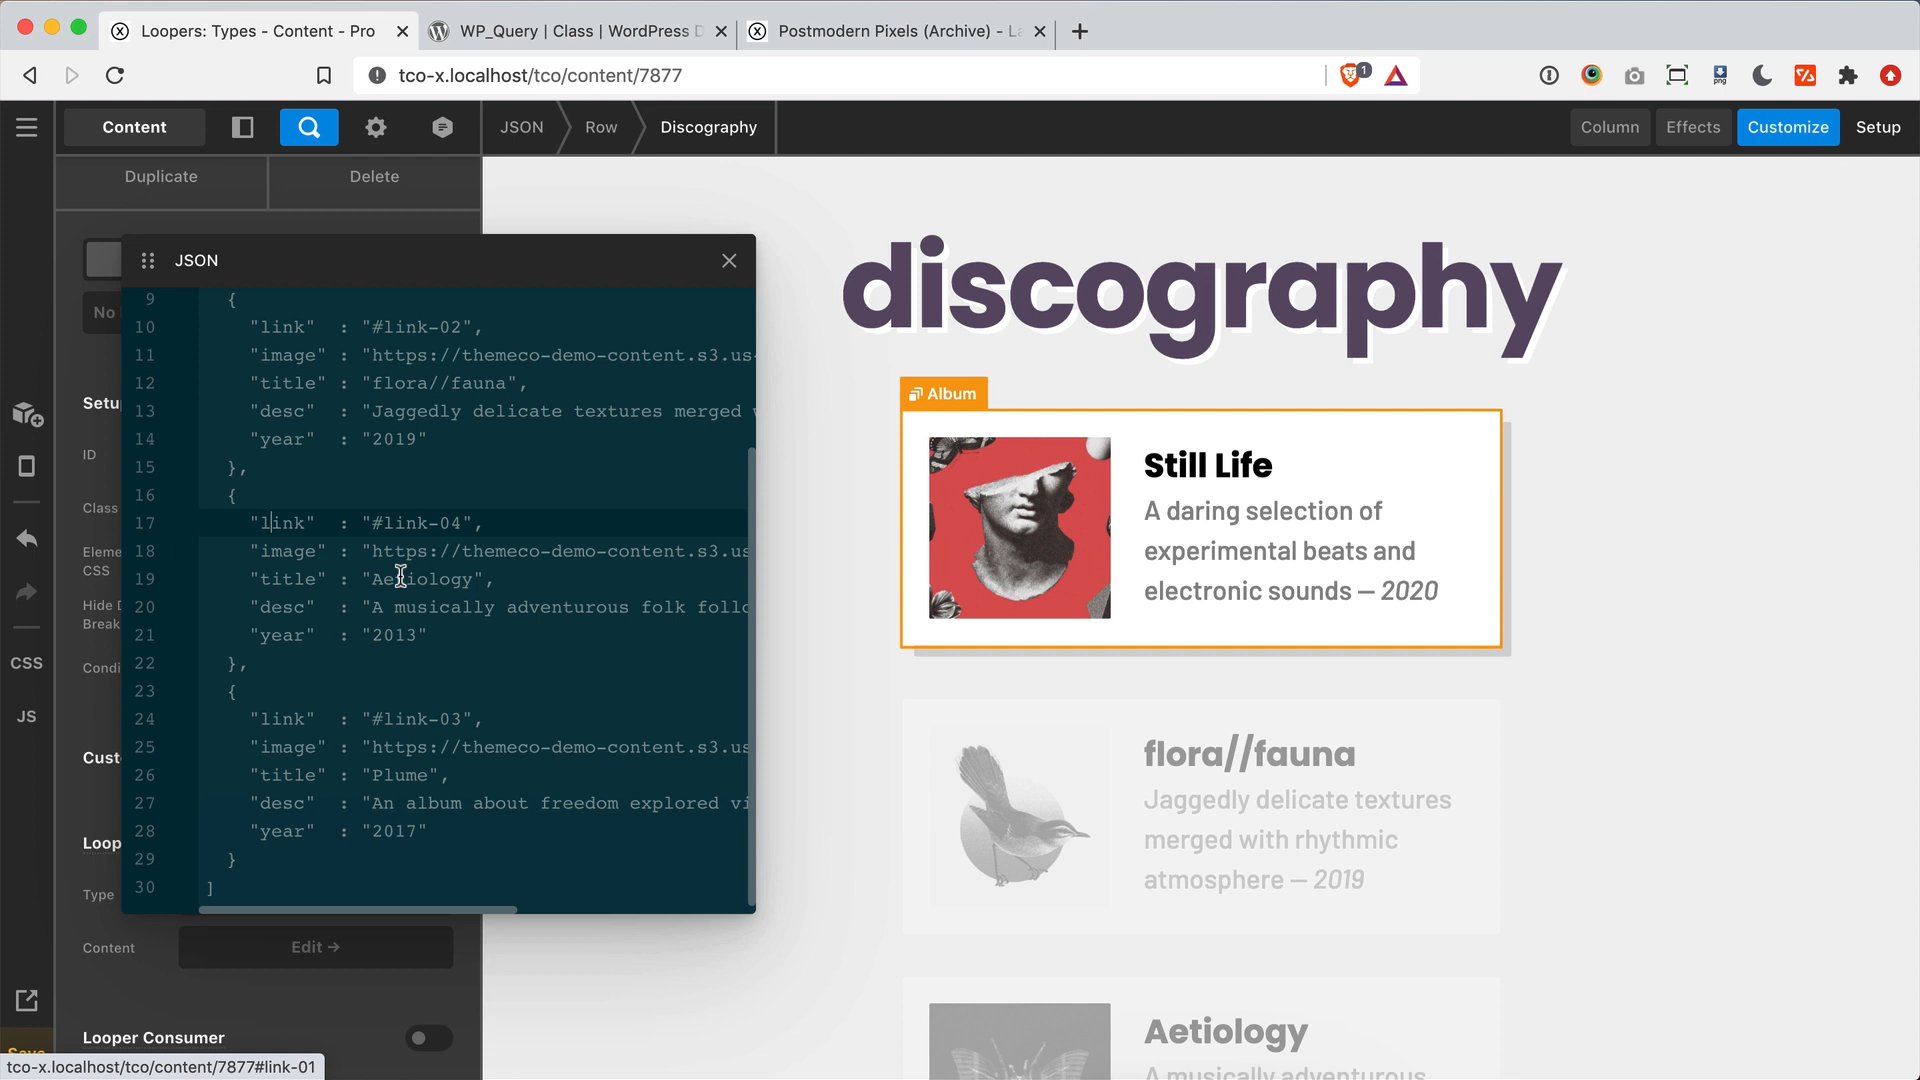 Loopers: Types - Content - Pro
WP_Query | Class | WordPress D
Postmodern Pixels (Archive) - La
tco-x.localhost/tco/content/7877
1
png
Content
JSON
Row
Discography
Column
Effects
Customize
Setup
Duplicate
Delete
JSON
No
Setu
ID
Class
Eleme
CSS
Hide D
Break
Condi
Cust
Loop
Type
CSS
JS
9 {
10 "link" : "#link-02",
11 "image" : "https://themeco-demo-content.s3.us-
12 "title" : "flora//fauna",
13 "desc" : "Jaggedly delicate textures merged w
14 "year" : "2019"
15 },
16 {
17 "link" : "#link-04",
18 "image" : "https://themeco-demo-content.s3.us
19 "title" : "Aetiology",
20 "desc" : "A musically adventurous folk follo
21 "year" : "2013"
22 },
23 {
24 "link" : "#link-03",
25 "image" : "https://themeco-demo-content.s3.us
26 "title" : "Plume",
27 "desc" : "An album about freedom explored vi
28 "year" : "2017"
29 }
30 ]
Content
Edit →
Looper Consumer
Save
tco-x.localhost/tco/content/7877#link-01
discography
Album
Still Life
A daring selection of
experimental beats and
electronic sounds — 2020
flora//fauna
Jaggedly delicate textures
merged with rhythmic
atmosphere — 2019
Aetiology
A musically adventurous